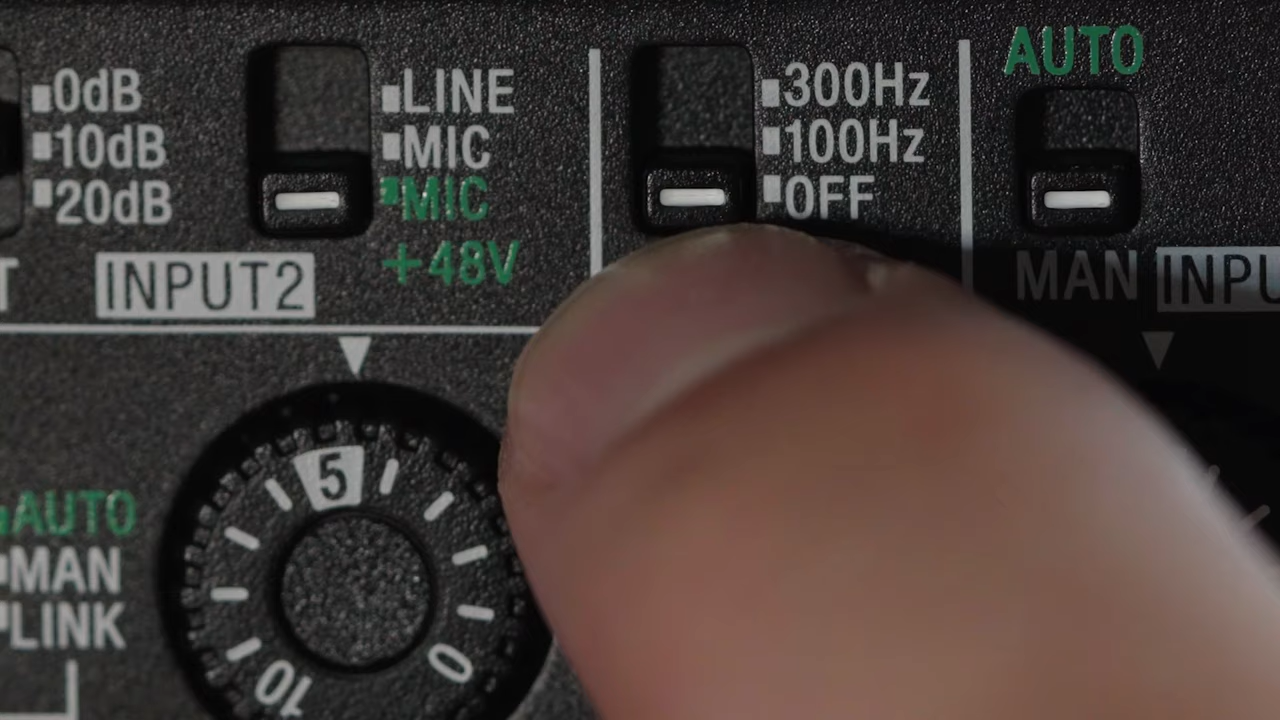 0dB
10dB
20dB
LINE
MIC
MIC
+48V
INPUT2
300Hz
100Hz
OFF
AUTO
MAN
5
10
0
AUTO
MAN
LINK